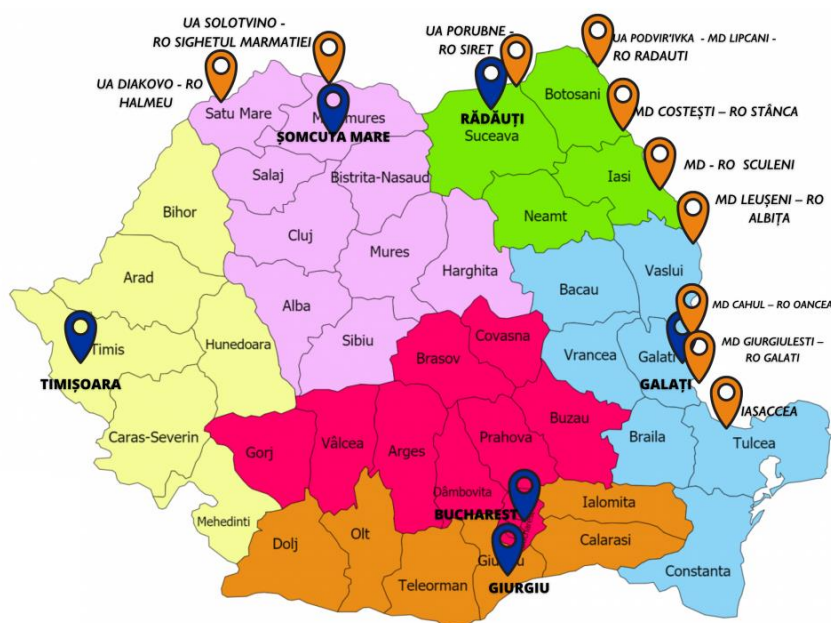 UA SOLOTVINO -
RO SIGHETUL MARMATIEI
UA PORUBNE -
RO SIRET
UA PODVIR'IVKA - MD LIPCANI -
RO RADAUTI
UA DIAKOVO - RO
HALMEU
Satu Mare
ȘOMCUTA MARE
RĂDĂUȚI
Suceava
Botosani
MD COSTEȘTI – RO STÂNCA
Salaj
Bistrita-Nasaud
Iasi
MD - RO SCULENI
Bihor
Neamt
MD LEUȘENI – RO
ALBIȚA
Cluj
Mures
Harghita
Vaslui
Arad
Bacau
Alba
MD CAHUL – RO OANCEA
Timis
TIMIȘOARA
Hunedoara
Sibiu
Brasov
Covasna
Vrancea
Galati
GALAȚI
MD GIURGIULESTI –
RO GALATI
Caras-Severin
Gorj
Vâlcea
Arges
Prahova
Buzau
Braila
IASACCEA
Tulcea
Mehedinti
Dâmbovita
BUCHAREST
Ialomita
Dolj
Olt
Teleorman
GIURGIU
Calarasi
Constanta